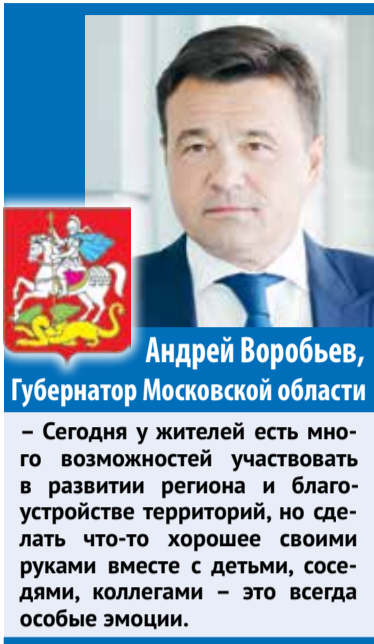 Андрей Воробьев,
Губернатор Московской области
– Сегодня у жителей есть мно-
го возможностей участвовать
в развитии региона и благо-
устройстве территорий, но сде-
лать что-то хорошее своими
руками вместе с детьми, сосе-
дями, коллегами – это всегда
особые эмоции.